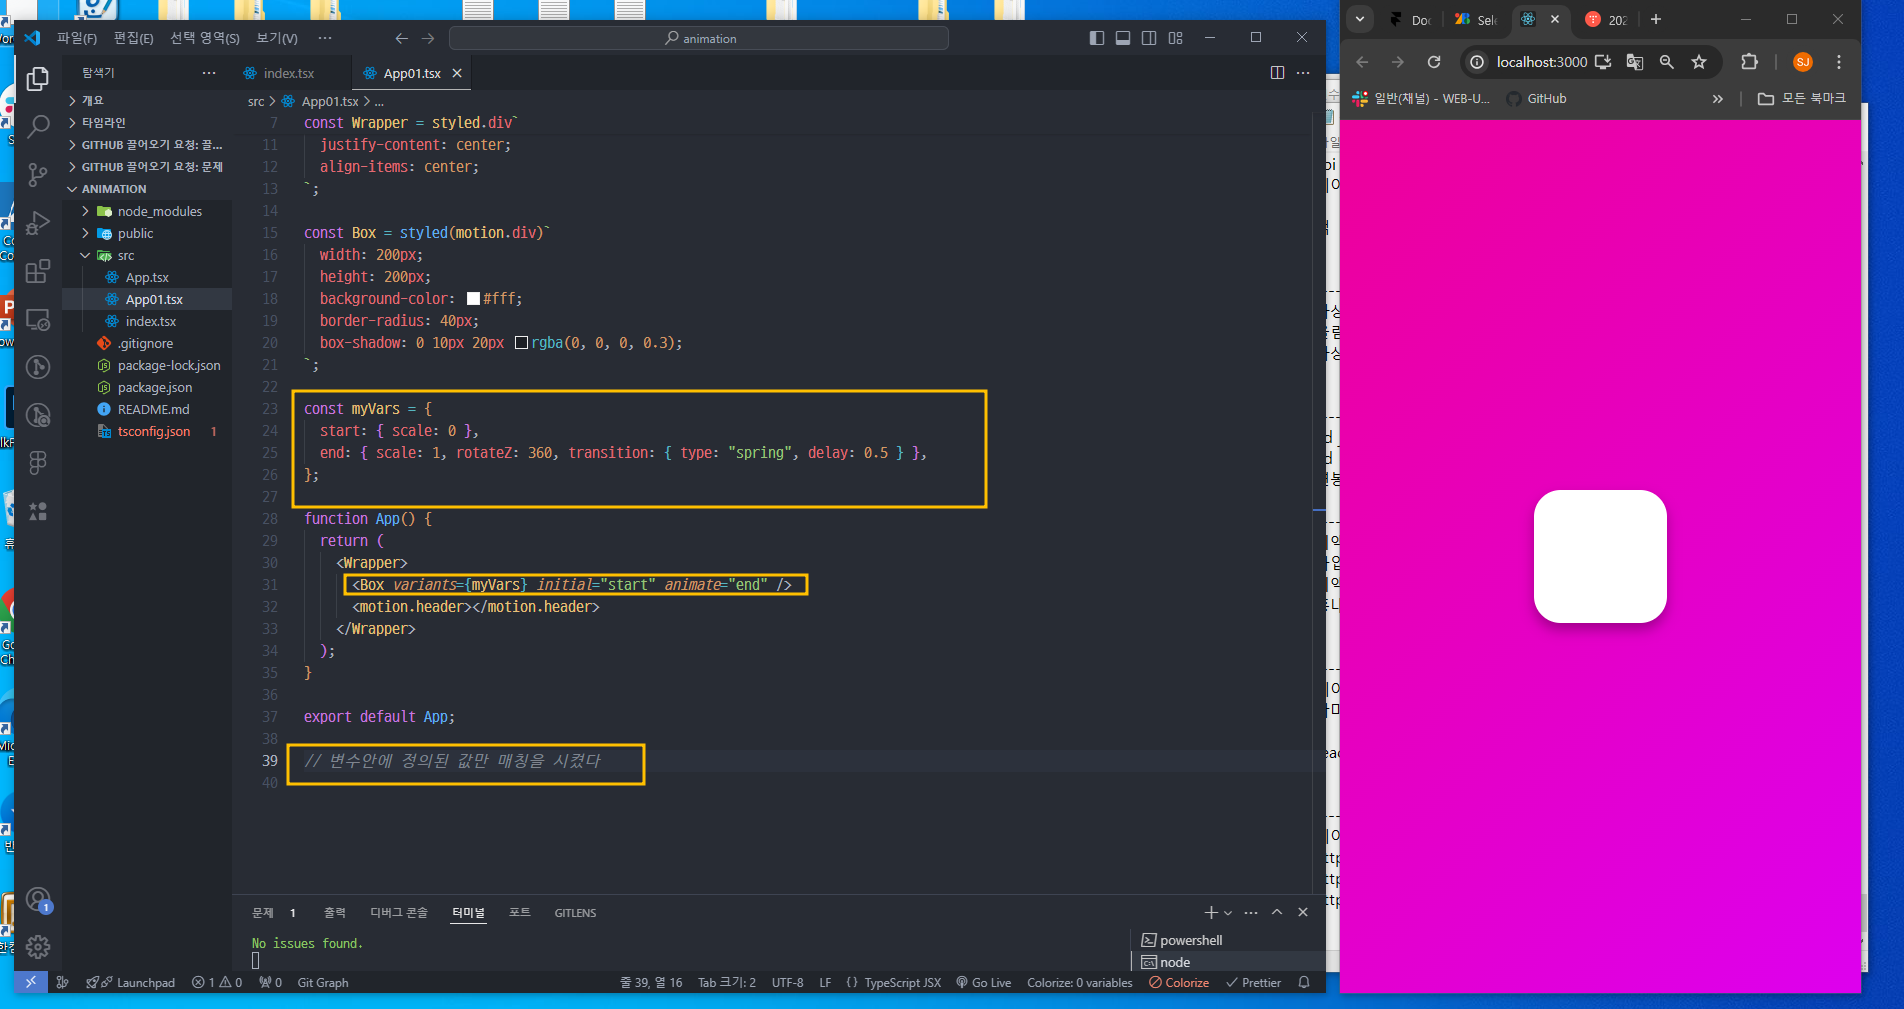 파일(F) 편집(E) 선택 영역(S) 보기(V) ···
animation
탐색기 ···
index.tsx
App01.tsx
src > App01.tsx > ...
개요
타임라인
GITHUB 끌어오기 요청: 끌...
GITHUB 끌어오기 요청: 문제
ANIMATION
node_modules
public
src
App.tsx
App01.tsx
index.tsx
.gitignore
package-lock.json
package.json
README.md
tsconfig.json 1
7 const Wrapper = styled.div`
11 justify-content: center;
12 align-items: center;
13 `;
14
15 const Box = styled(motion.div)`
16 width: 200px;
17 height: 200px;
18 background-color: #fff;
19 border-radius: 40px;
20 box-shadow: 0 10px 20px rgba(0, 0, 0, 0.3);
21 `;
22
23 const myVars = {
24 start: { scale: 0 },
25 end: { scale: 1, rotateZ: 360, transition: { type: "spring", delay: 0.5 } },
26 };
27
28 function App() {
29 return (
30 <Wrapper>
31 <Box variants={myVars} initial="start" animate="end" />
32 <motion.header></motion.header>
33 </Wrapper>
34 );
35 }
36
37 export default App;
38
39 // 변수안에 정의된 값만 매칭을 시켰다
40
문제 1 출력 디버그 콘솔 터미널 포트 GITLENS
No issues found.
powershell
node
1
Launchpad 1 0 0 Git Graph
줄 39, 열 16 Tab 크기: 2 UTF-8 LF {} TypeScript JSX Go Live Colorize: 0 variables Colorize Prettier
Doc
Sele
202
localhost:3000
SJ
일반(채널) - WEB-U...
GitHub
모든 북마크